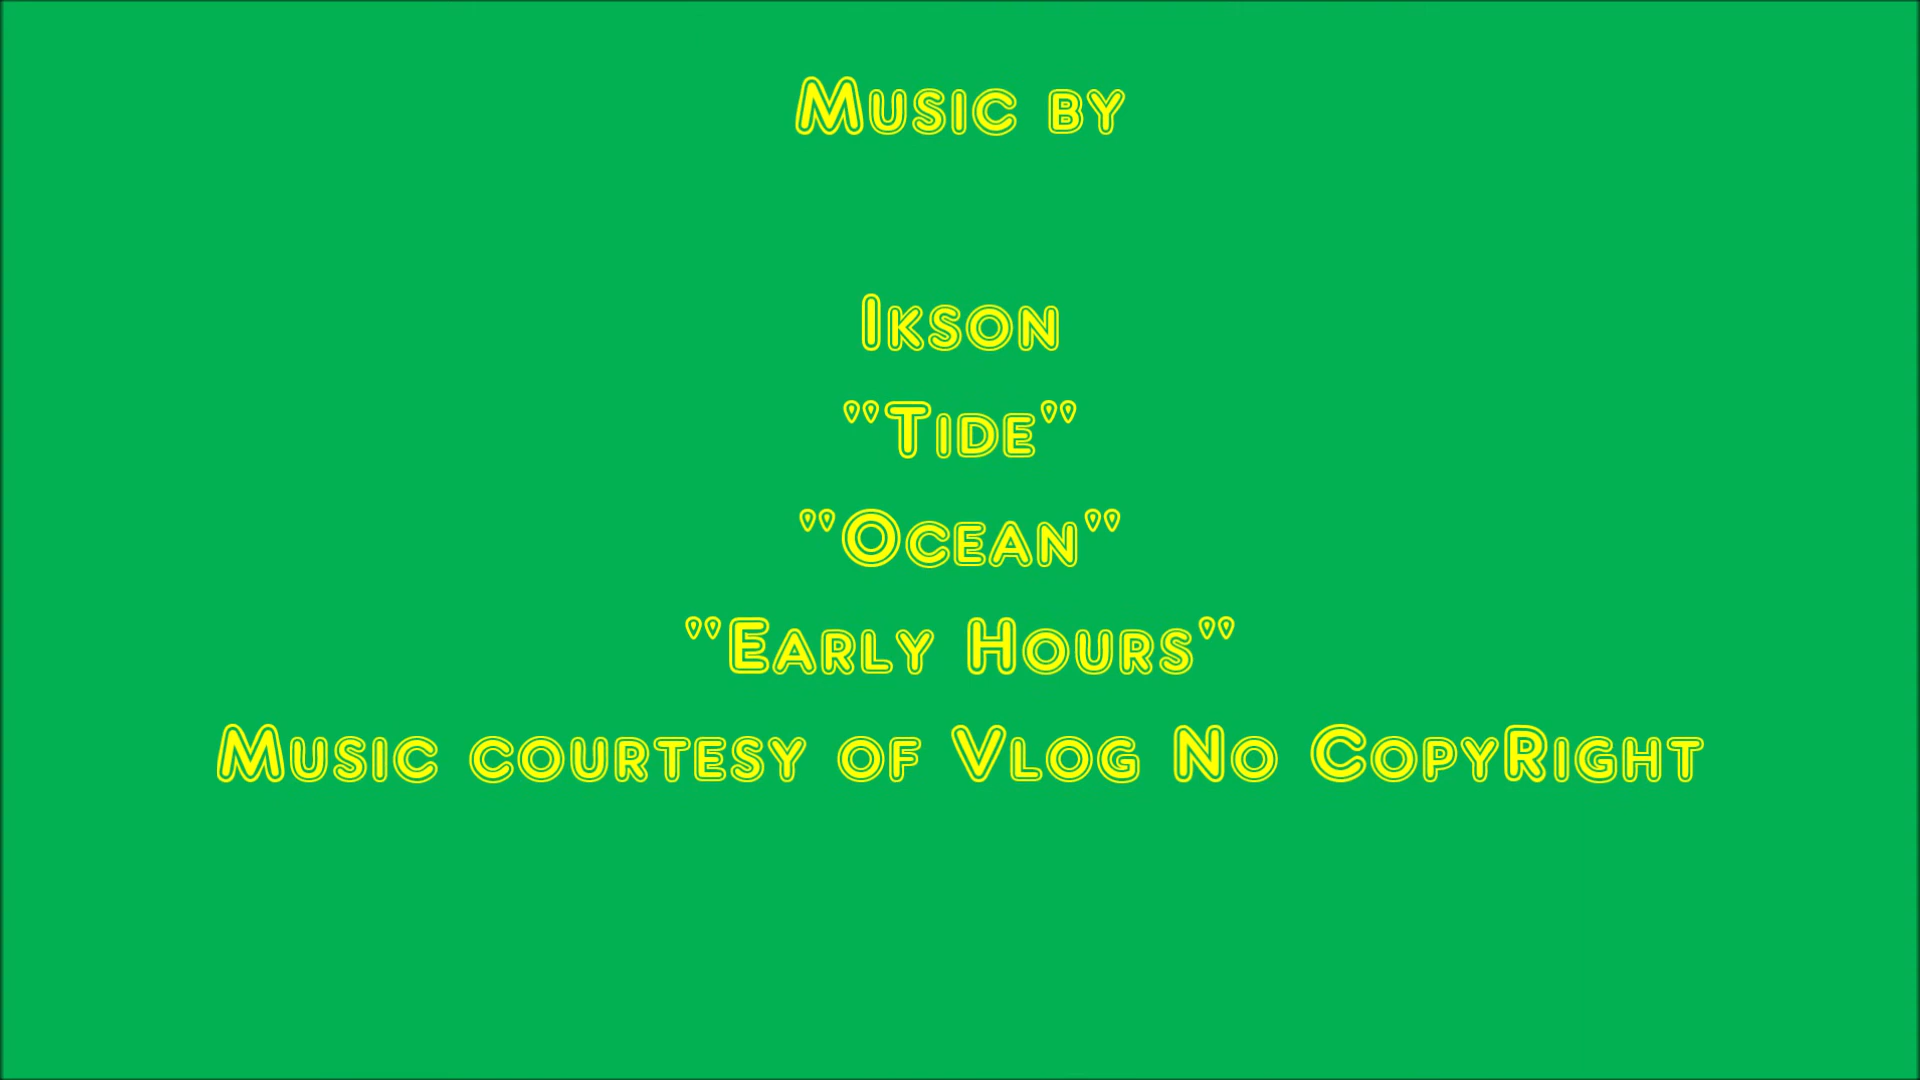 Music by
Ikson
"Tide"
"Ocean"
"Early Hours"
Music courtesy of Vlog No CopyRight